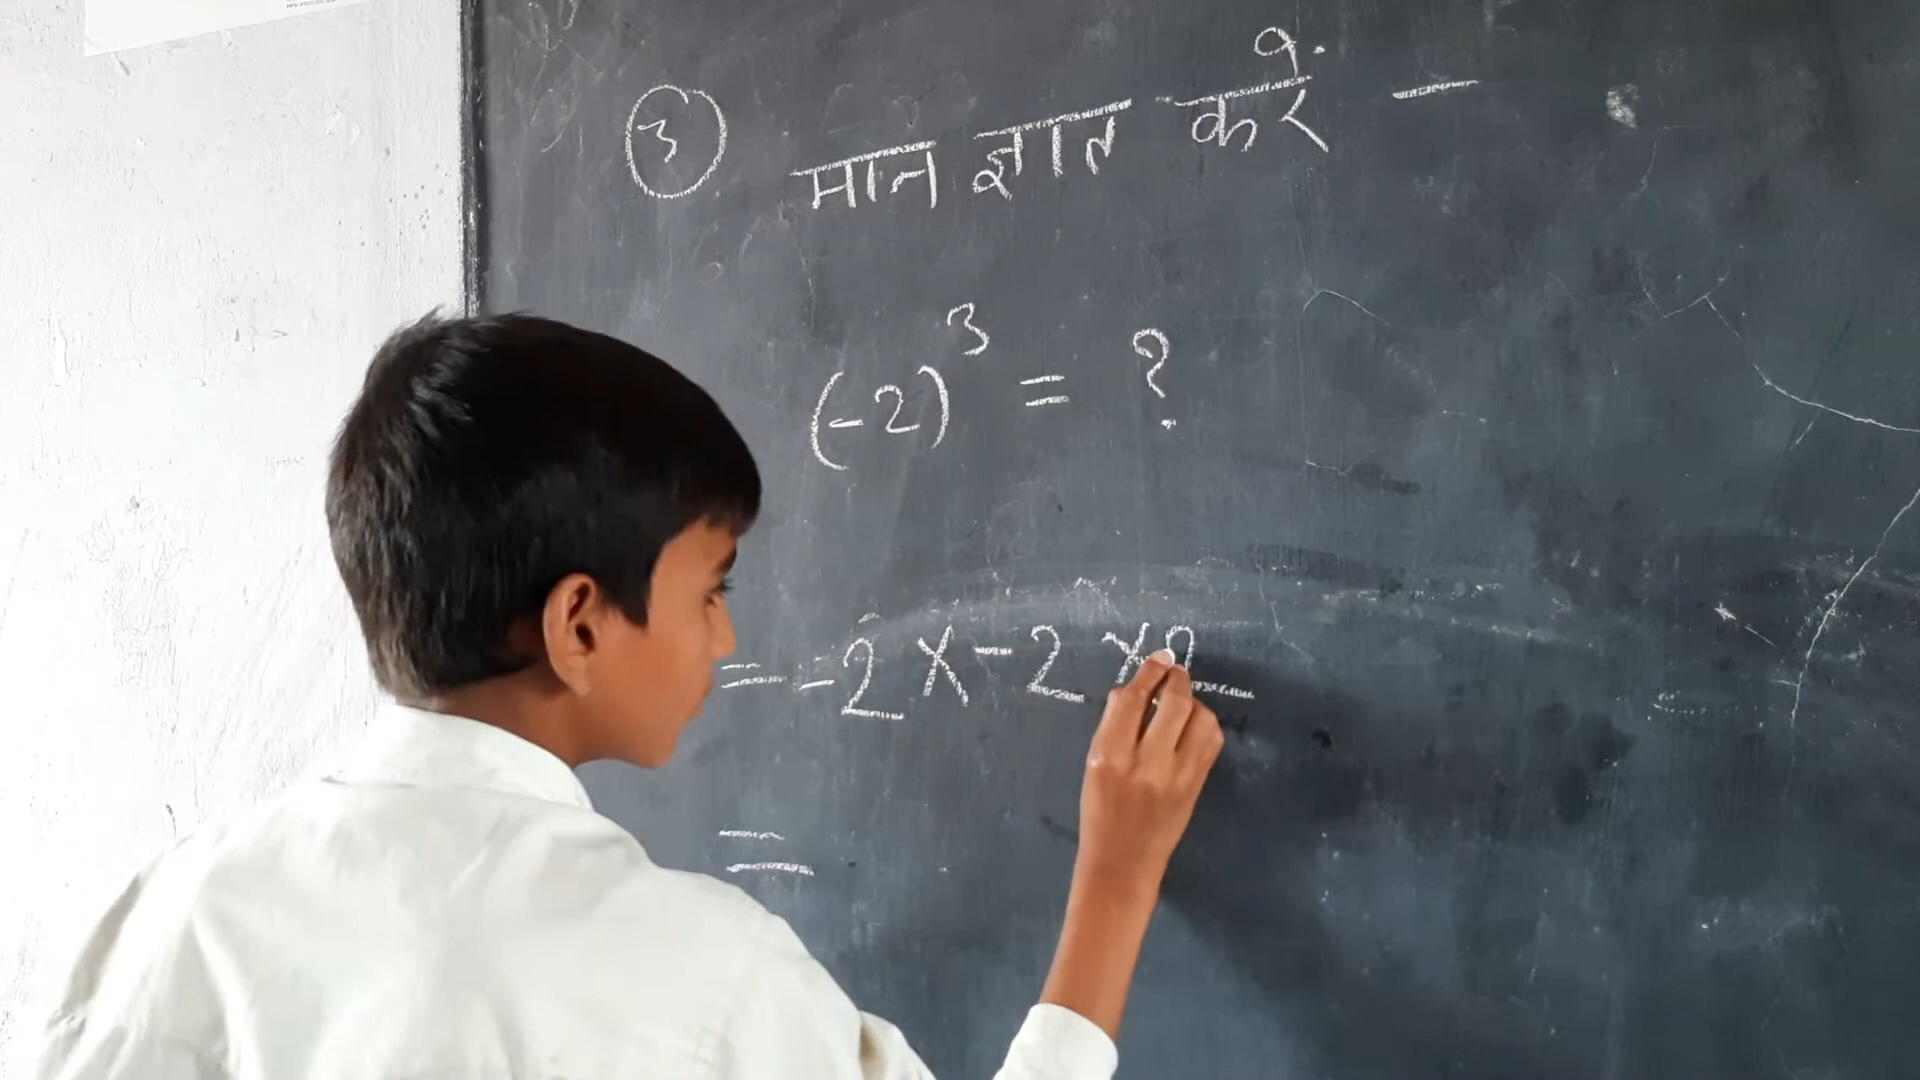 3 मान ज्ञात करें —
(-2)³ = ?
= -2 × -2 × 2
=